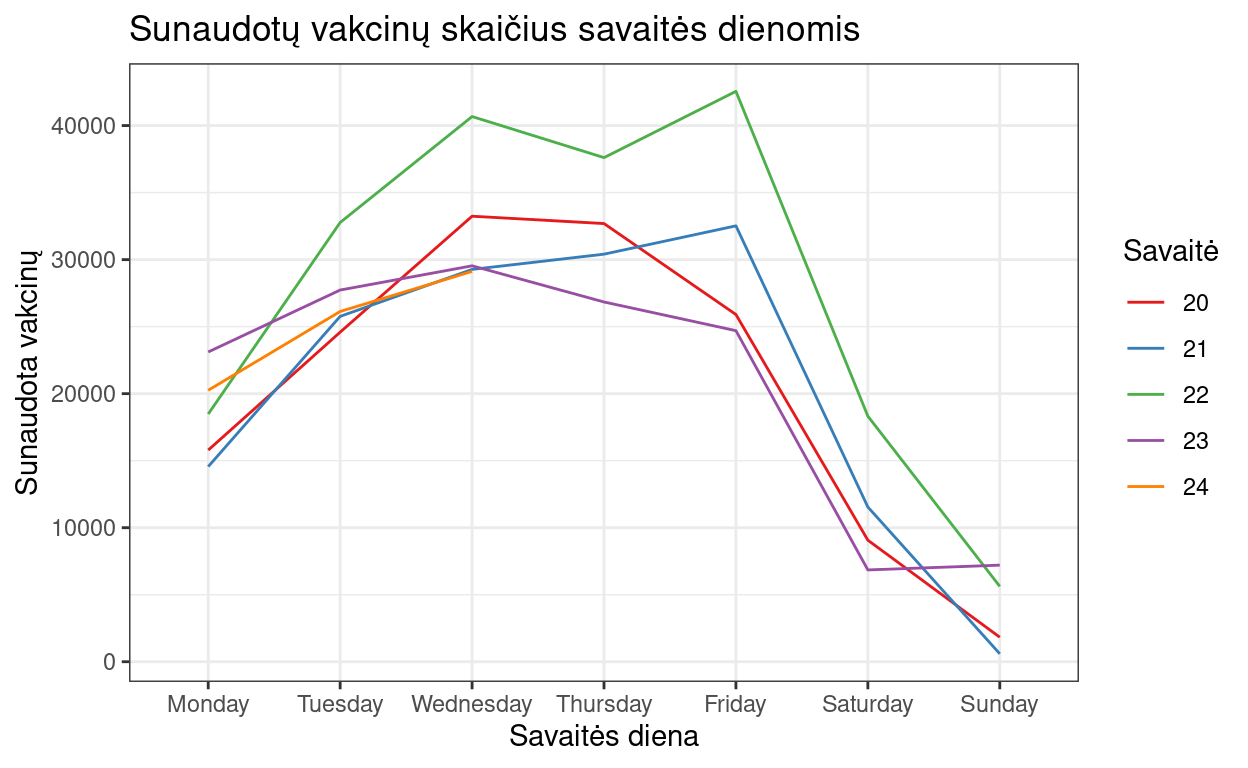 Sunaudotų vakcinų skaičius savaitės dienomis
Sunaudota vakcinų
40000
30000
20000
10000
0
Monday Tuesday Wednesday Thursday Friday Saturday Sunday
Savaitės diena
Savaitė
20
21
22
23
24